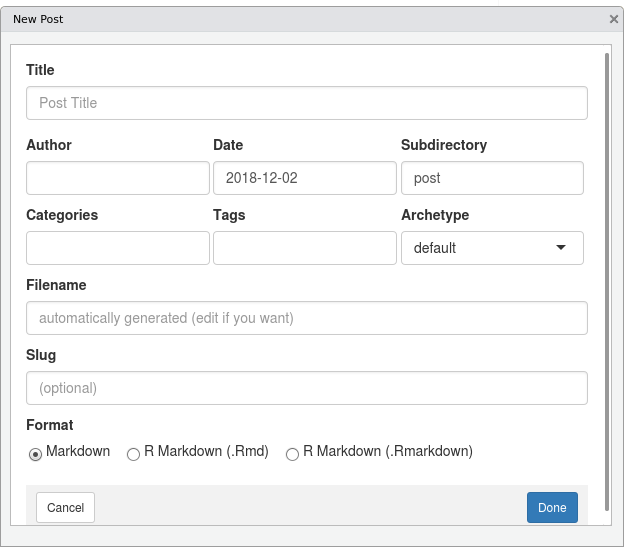 New Post
Title
Post Title
Author Date Subdirectory
2018-12-02 post
Categories Tags Archetype
default
Filename
automatically generated (edit if you want)
Slug
(optional)
Format
Markdown R Markdown (.Rmd) R Markdown (.Rmarkdown)
Cancel Done